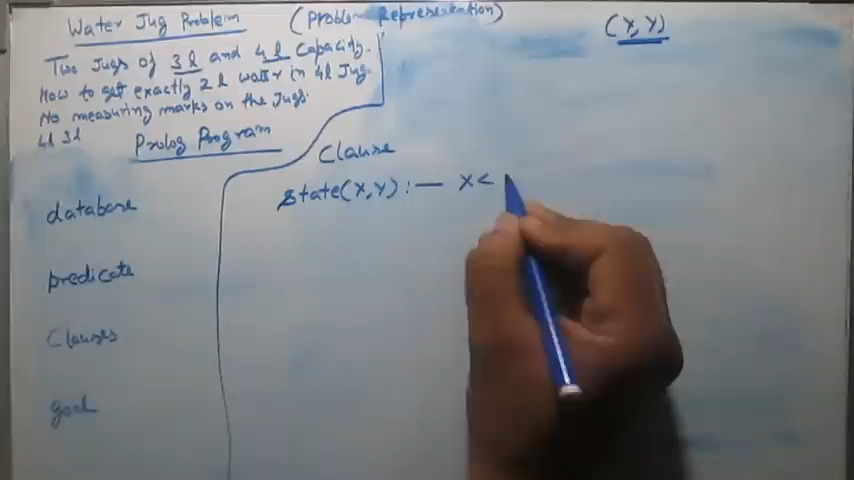 Water Jug Problem (Problem Representation)
(X, Y)
Two Jugs of 3 l and 4 l Capacity.
How to get exactly 2 l water in 4l Jug.
No measuring marks on the Jugs.
4l 3l
Prolog Program
Clause
state(X, Y) :— X <
database
predicate
Clauses
goal